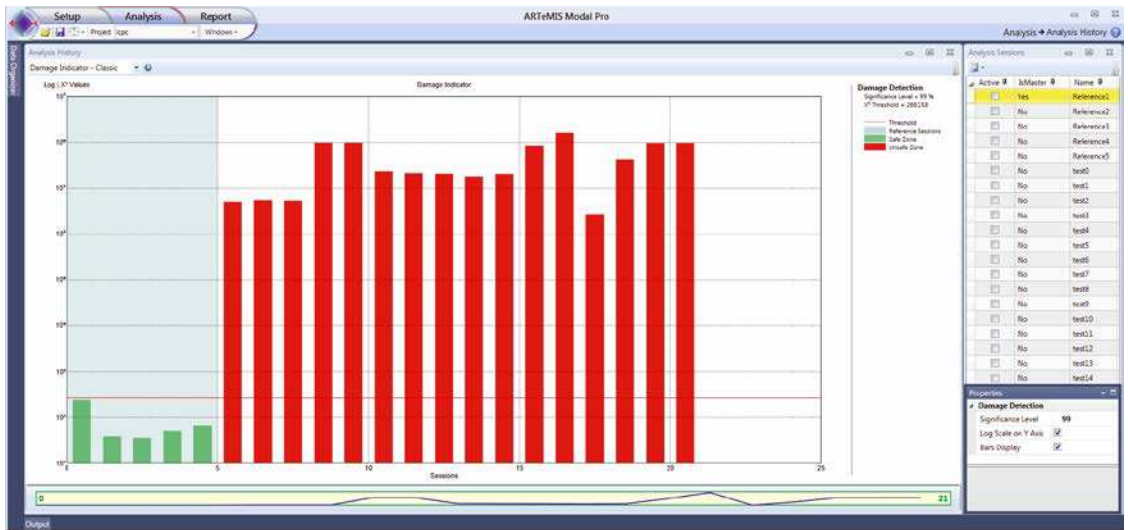 Setup Analysis Report
ARTeMIS Modal Pro
Project
Windows
Analysis Analysis History
Data Organizer
Analysis History
Damage Indicator - Classic
Log | X² Values
Damage Indicator
0 5 10 15 20 25
Sessions
Damage Detection
Significance Level = 99 %
Threshold
Reference Sessions
Safe Zone
Unsafe Zone
0 21
Output
Analysis Sessions
Active IsMaster Name
Yes Reference1
No Reference2
No Reference3
No Reference4
No Reference5
No test0
No test1
No test2
No test3
No test4
No test5
No test6
No test7
No test8
No test9
No test10
No test11
No test12
No test13
No test14
Properties
Damage Detection
Significance Level 99
Log Scale on Y Axis
Bars Display